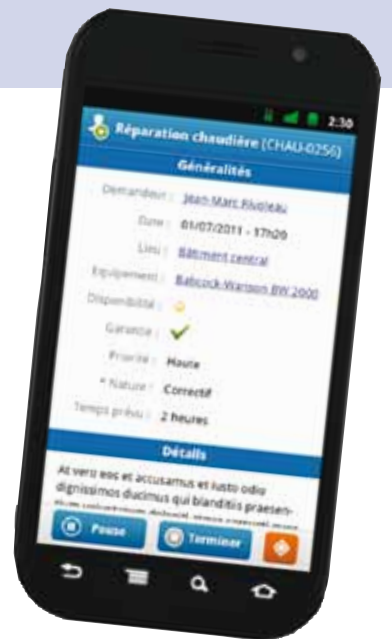 2:30
Réparation chaudière (CHAU-0256)
Généralités
Demandeur : Jean-Marc Rivoleau
Date : 01/07/2011 - 17h20
Lieu : Bâtiment central
Equipement : Babcock-Wanson BW 2000
Disponibilité :
Garantie :
Priorité : Haute
* Nature : Correctif
Temps prévu : 2 heures
Détails
At vero eos et accusamus et iusto odio
dignissimos ducimus qui blanditiis praesen-
Pause
Terminer